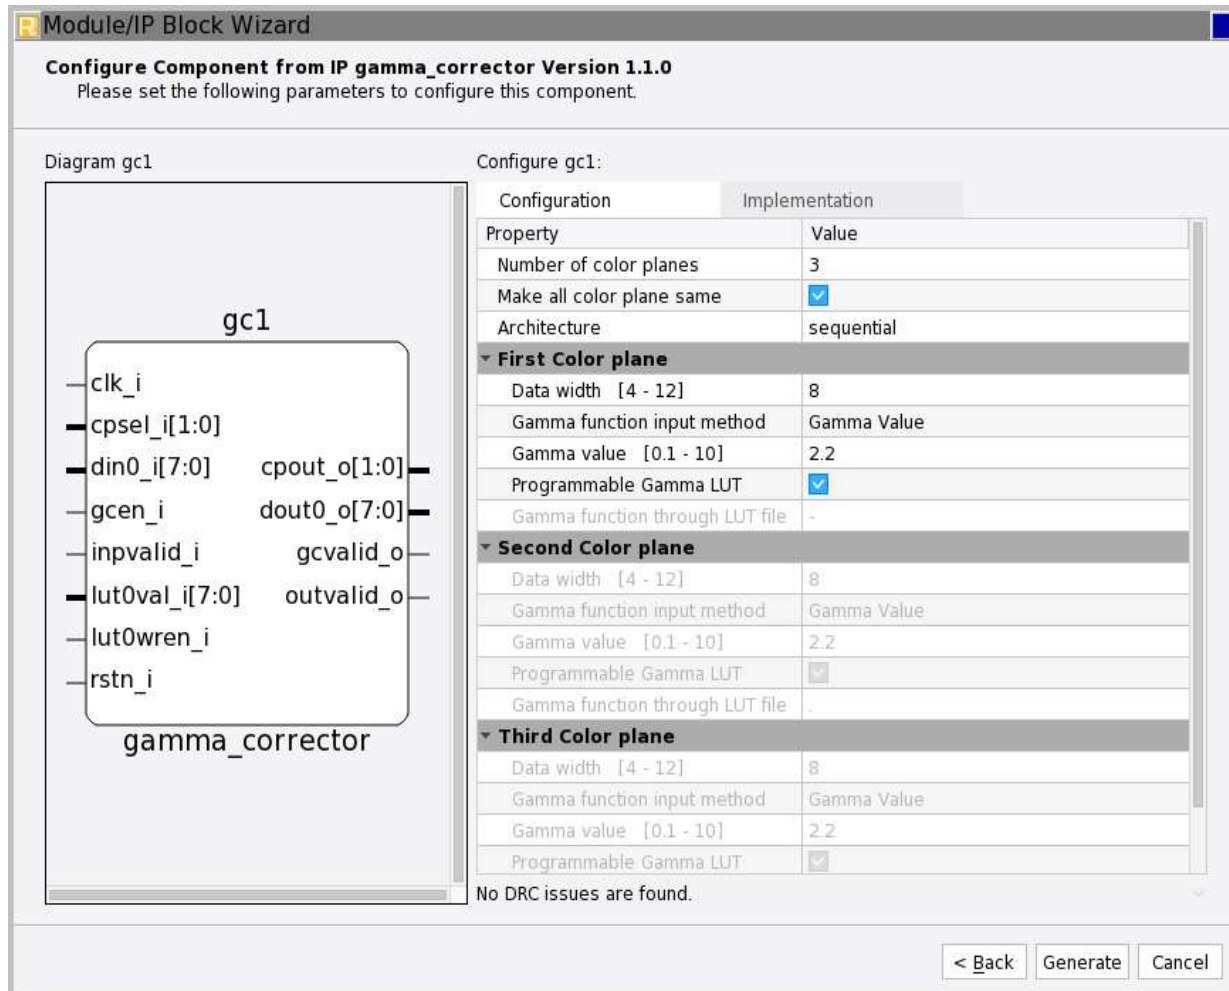 Module/IP Block Wizard
Configure Component from IP gamma_corrector Version 1.1.0
Please set the following parameters to configure this component.
Diagram gc1
gc1
clk_i
cpsel_i[1:0]
din0_i[7:0] cpout_o[1:0]
gcen_i dout0_o[7:0]
inpvalid_i gcvalid_o
lut0val_i[7:0] outvalid_o
lut0wren_i
rstn_i
gamma_corrector
Configure gc1:
Configuration Implementation
Property Value
Number of color planes 3
Make all color plane same
Architecture sequential
First Color plane
Data width [4 - 12] 8
Gamma function input method Gamma Value
Gamma value [0.1 - 10] 2.2
Programmable Gamma LUT
Gamma function through LUT file -
Second Color plane
Data width [4 - 12] 8
Gamma function input method Gamma Value
Gamma value [0.1 - 10] 2.2
Programmable Gamma LUT
Gamma function through LUT file .
Third Color plane
Data width [4 - 12] 8
Gamma function input method Gamma Value
Gamma value [0.1 - 10] 2.2
Programmable Gamma LUT
No DRC issues are found.
< Back Generate Cancel